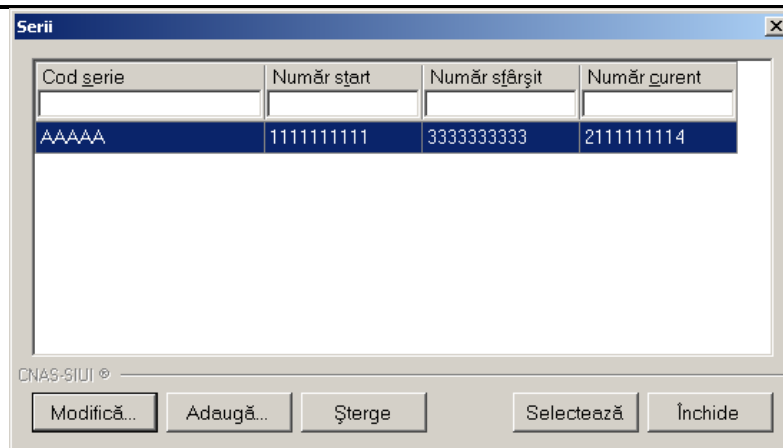 Serii
Cod serie Număr start Număr sfârşit Număr curent
AAAAA 1111111111 3333333333 2111111114
CNAS-SIUI ®
Modifică... Adaugă... Şterge Selectează Închide